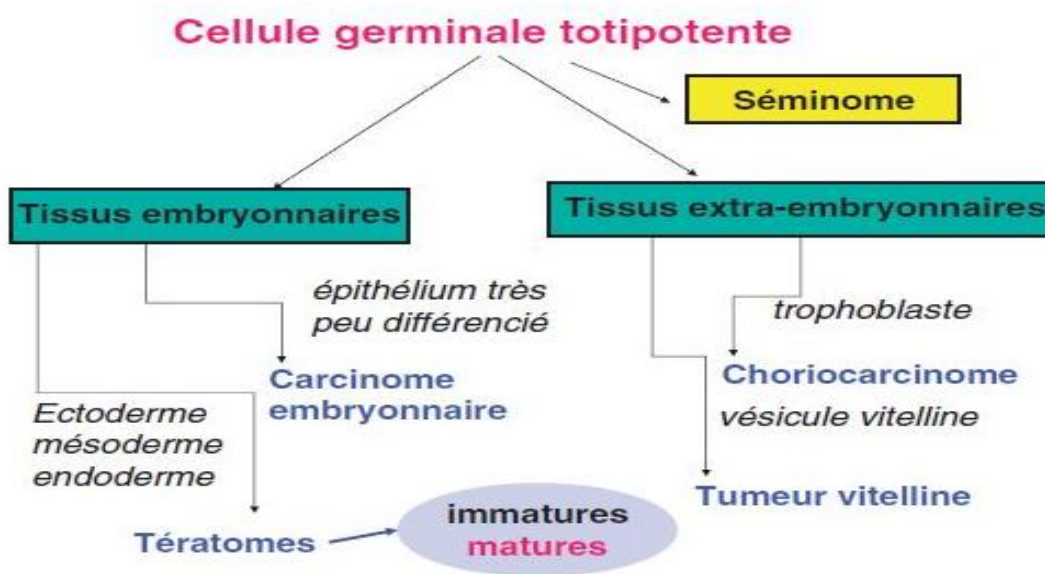 Cellule germinale totipotente
Séminome
Tissus embryonnaires
Tissus extra-embryonnaires
épithélium très
peu différencié
trophoblaste
Carcinome
embryonnaire
Choriocarcinome
Ectoderme
mésoderme
endoderme
vésicule vitelline
Tumeur vitelline
Tératomes
immatures
matures